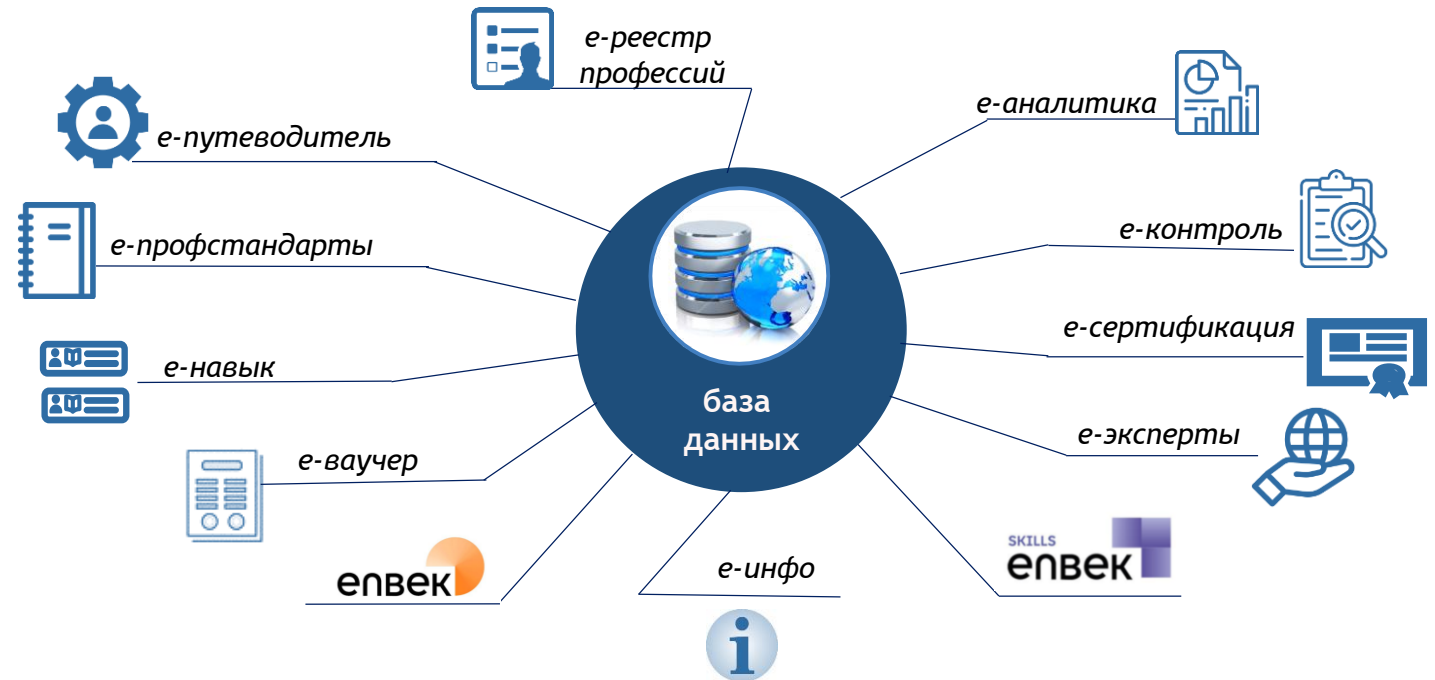 e-реестр
профессий
e-аналитика
e-путеводитель
e-контроль
e-профстандарты
e-сертификация
e-навык
база
данных
e-эксперты
e-ваучер
SKILLS
enbek
enbek
e-инфо
i